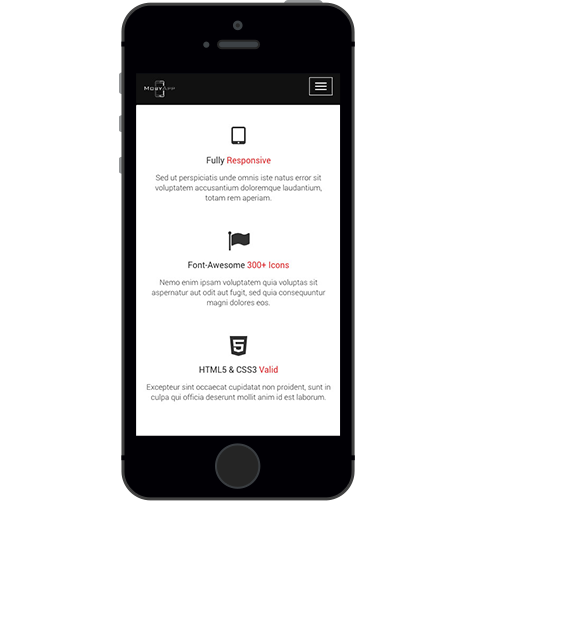 MobyApp
Fully Responsive
Sed ut perspiciatis unde omnis iste natus error sit
voluptatem accusantium doloremque laudantium,
totam rem aperiam.
Font-Awesome 300+ Icons
Nemo enim ipsam voluptatem quia voluptas sit
aspernatur aut odit aut fugit, sed quia consequuntur
magni dolores eos.
HTML5 & CSS3 Valid
Excepteur sint occaecat cupidatat non proident, sunt in
culpa qui officia deserunt mollit anim id est laborum.